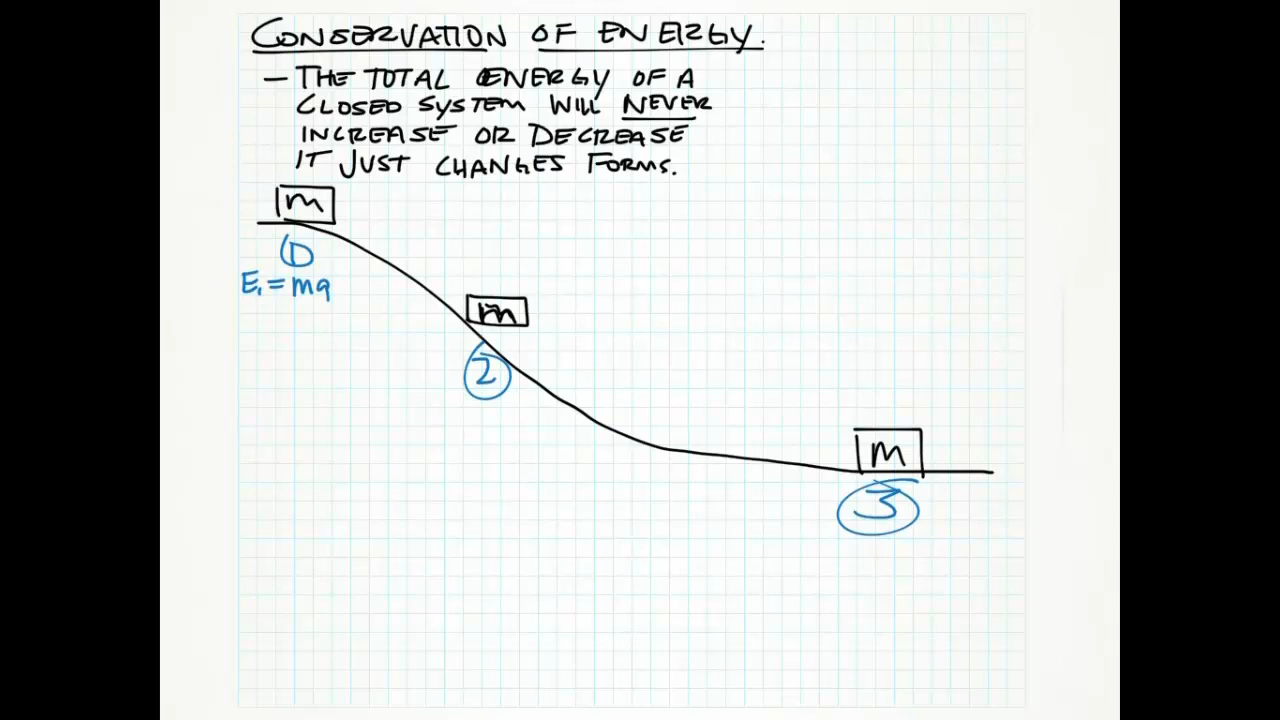 CONSERVATION OF ENERGY.
- THE TOTAL ENERGY OF A
CLOSED SYSTEM WILL NEVER
INCREASE OR DECREASE
IT JUST CHANGES FORMS.
m
1
E₁ = mg
m
2
m
3